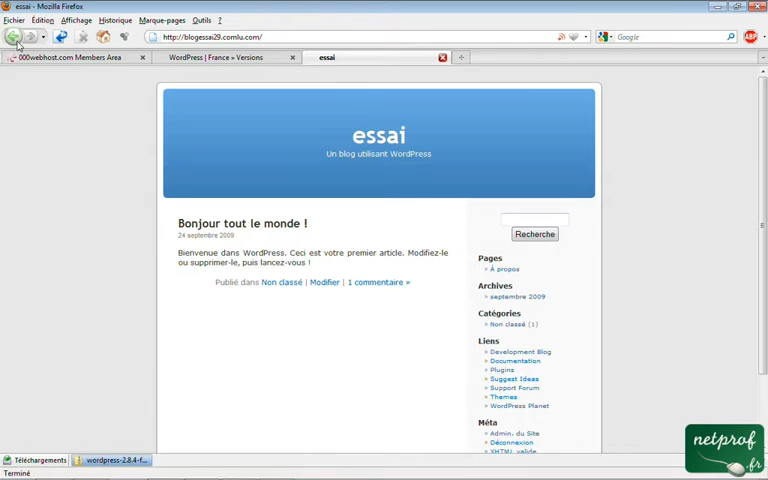 essai - Mozilla Firefox
Fichier Édition Affichage Historique Marque-pages Outils ?
http://blogessai29.comlu.com/
Google
ABP
000webhost.com Members Area
WordPress | France » Versions
essai
essai
Un blog utilisant WordPress
Bonjour tout le monde !
24 septembre 2009
Bienvenue dans WordPress. Ceci est votre premier article. Modifiez-le
ou supprimer-le, puis lancez-vous !
Publié dans Non classé | Modifier | 1 commentaire »
Recherche
Pages
» À propos
Archives
» septembre 2009
Catégories
» Non classé (1)
Liens
» Development Blog
» Documentation
» Plugins
» Suggest Ideas
» Support Forum
» Themes
» WordPress Planet
Méta
» Admin. du Site
» Déconnexion
» XHTML valide
Téléchargements
wordpress-2.8.4-f...
Terminé
netprof
.fr